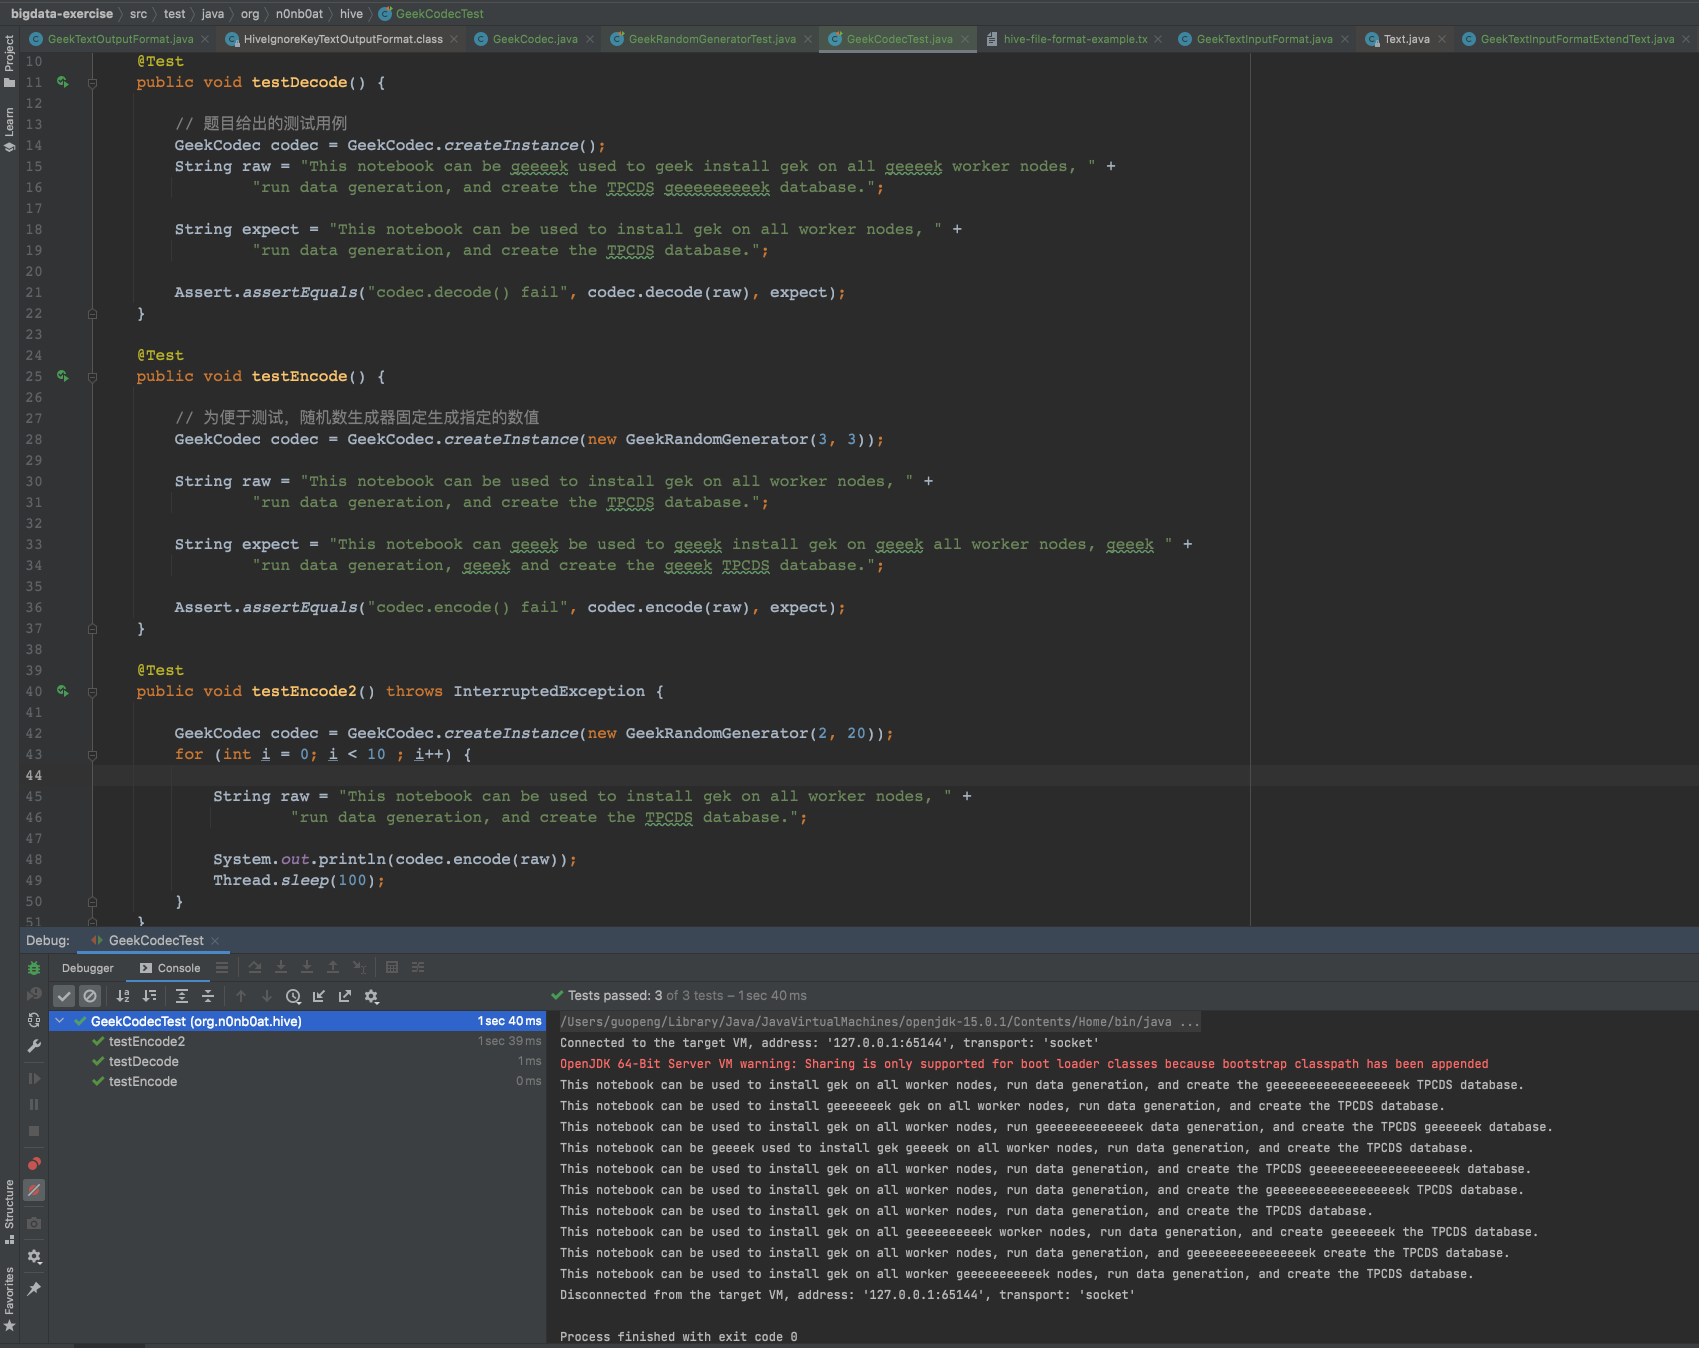 bigdata-exercise 〉 src 〉 test 〉 java 〉 org 〉 n0nb0at 〉 hive 〉 GeekCodecTest
GeekTextOutputFormat.java × HiveIgnoreKeyTextOutputFormat.class × GeekCodec.java × GeekRandomGeneratorTest.java × GeekCodecTest.java × hive-file-format-example.tx × GeekTextInputFormat.java × Text.java × GeekTextInputFormatExtendText.java ×
Project
Learn
Structure
Favorites
10 @Test
11 public void testDecode() {
12
13 // 题目给出的测试用例
14 GeekCodec codec = GeekCodec.createInstance();
15 String raw = "This notebook can be geeeek used to geek install gek on all geeeek worker nodes, " +
16 "run data generation, and create the TPCDS geeeeeeeeeek database.";
17
18 String expect = "This notebook can be used to install gek on all worker nodes, " +
19 "run data generation, and create the TPCDS database.";
20
21 Assert.assertEquals("codec.decode() fail", codec.decode(raw), expect);
22 }
23
24 @Test
25 public void testEncode() {
26
27 // 为便于测试，随机数生成器固定生成指定的数值
28 GeekCodec codec = GeekCodec.createInstance(new GeekRandomGenerator(3, 3));
29
30 String raw = "This notebook can be used to install gek on all worker nodes, " +
31 "run data generation, and create the TPCDS database.";
32
33 String expect = "This notebook can geeek be used to geeek install gek on geeek all worker nodes, geeek " +
34 "run data generation, geeek and create the geeek TPCDS database.";
35
36 Assert.assertEquals("codec.encode() fail", codec.encode(raw), expect);
37 }
38
39 @Test
40 public void testEncode2() throws InterruptedException {
41
42 GeekCodec codec = GeekCodec.createInstance(new GeekRandomGenerator(2, 20));
43 for (int i = 0; i < 10 ; i++) {
44
45 String raw = "This notebook can be used to install gek on all worker nodes, " +
46 "run data generation, and create the TPCDS database.";
47
48 System.out.println(codec.encode(raw));
49 Thread.sleep(100);
50 }
51 }
Debug: GeekCodecTest ×
Debugger Console
Tests passed: 3 of 3 tests – 1 sec 40 ms
GeekCodecTest (org.n0nb0at.hive) 1 sec 40 ms
testEncode2 1 sec 39 ms
testDecode 1 ms
testEncode 0 ms
/Users/guopeng/Library/Java/JavaVirtualMachines/openjdk-15.0.1/Contents/Home/bin/java ...
Connected to the target VM, address: '127.0.0.1:65144', transport: 'socket'
OpenJDK 64-Bit Server VM warning: Sharing is only supported for boot loader classes because bootstrap classpath has been appended
This notebook can be used to install gek on all worker nodes, run data generation, and create the geeeeeeeeeeeeeeeeeek TPCDS database.
This notebook can be used to install geeeeeeek gek on all worker nodes, run data generation, and create the TPCDS database.
This notebook can be used to install gek on all worker nodes, run geeeeeeeeeeeeek data generation, and create the TPCDS geeeeeek database.
This notebook can be geeeek used to install gek geeeek on all worker nodes, run data generation, and create the TPCDS database.
This notebook can be used to install gek on all worker nodes, run data generation, and create the TPCDS geeeeeeeeeeeeeeeeeeek database.
This notebook can be used to install gek on all worker nodes, run data generation, and create the geeeeeeeeeeeeeeeeeek TPCDS database.
This notebook can be used to install gek on all worker nodes, run data generation, and create the TPCDS database.
This notebook can be used to install gek on all geeeeeeeeeek worker nodes, run data generation, and create geeeeeeek the TPCDS database.
This notebook can be used to install gek on all worker nodes, run data generation, and geeeeeeeeeeeeeeek create the TPCDS database.
This notebook can be used to install gek on all worker geeeeeeeeeeek nodes, run data generation, and create the TPCDS database.
Disconnected from the target VM, address: '127.0.0.1:65144', transport: 'socket'
Process finished with exit code 0